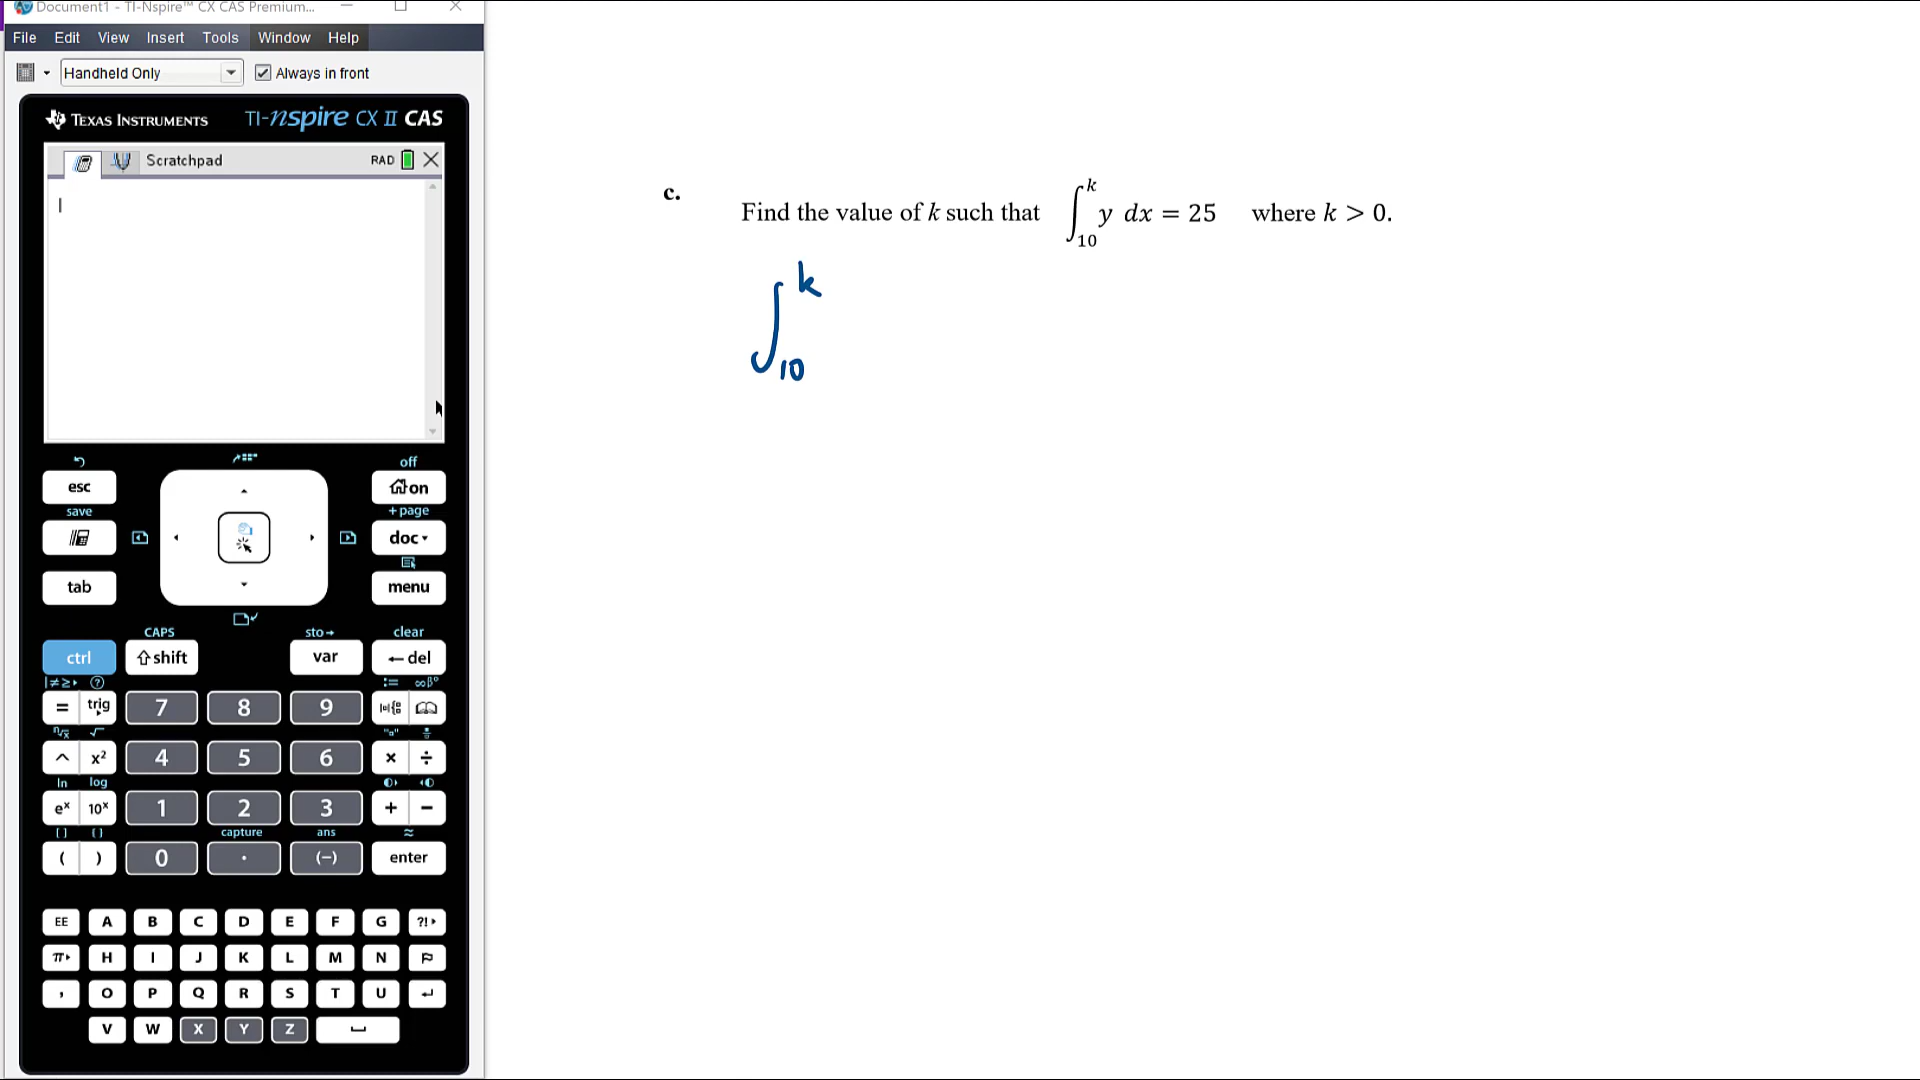 Document1 - TI-Nspire™ CX CAS Premium...
File Edit View Insert Tools Window Help
Handheld Only Always in front
TEXAS INSTRUMENTS TI-nspire CX II CAS
Scratchpad RAD
c. Find the value of k such that ∫₁₀ᵏ y dx = 25 where k > 0.
∫₁₀ᵏ
off
esc on
save + page
doc
tab menu
CAPS sto→ clear
ctrl shift var del
|≠≥▸ ? := ∞β°
= trig 7 8 9
ⁿ√x √
^ x² 4 5 6 × ÷
ln log
eˣ 10ˣ 1 2 3 + −
[ ] { } capture ans ≈
( ) 0 . (−) enter
EE A B C D E F G ?!▸
π▸ H I J K L M N
, O P Q R S T U
V W X Y Z